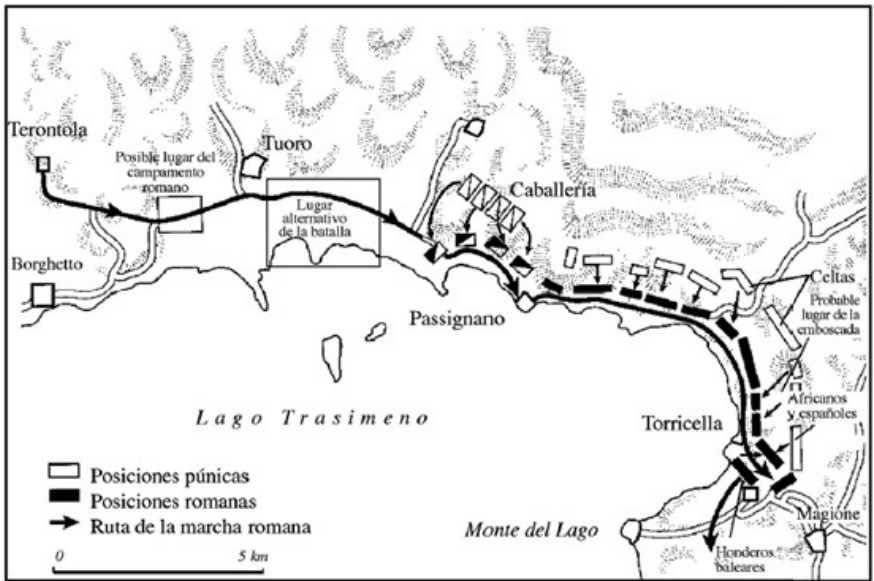 Terontola
Posible lugar del
campamento
romano
Tuoro
Lugar
alternativo
de la batalla
Caballería
Borghetto
Passignano
Celtas
Probable
lugar de la
emboscada
Lago Trasimeno
Torricella
Africanos
y españoles
Posiciones púnicas
Posiciones romanas
Ruta de la marcha romana
0 5 km
Monte del Lago
Magione
Honderos
baleares